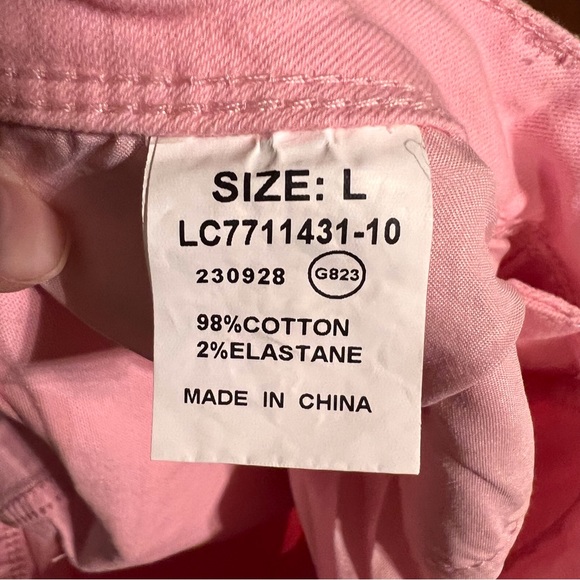 SIZE: L
LC7711431-10
230928 G823
98%COTTON
2%ELASTANE
MADE IN CHINA